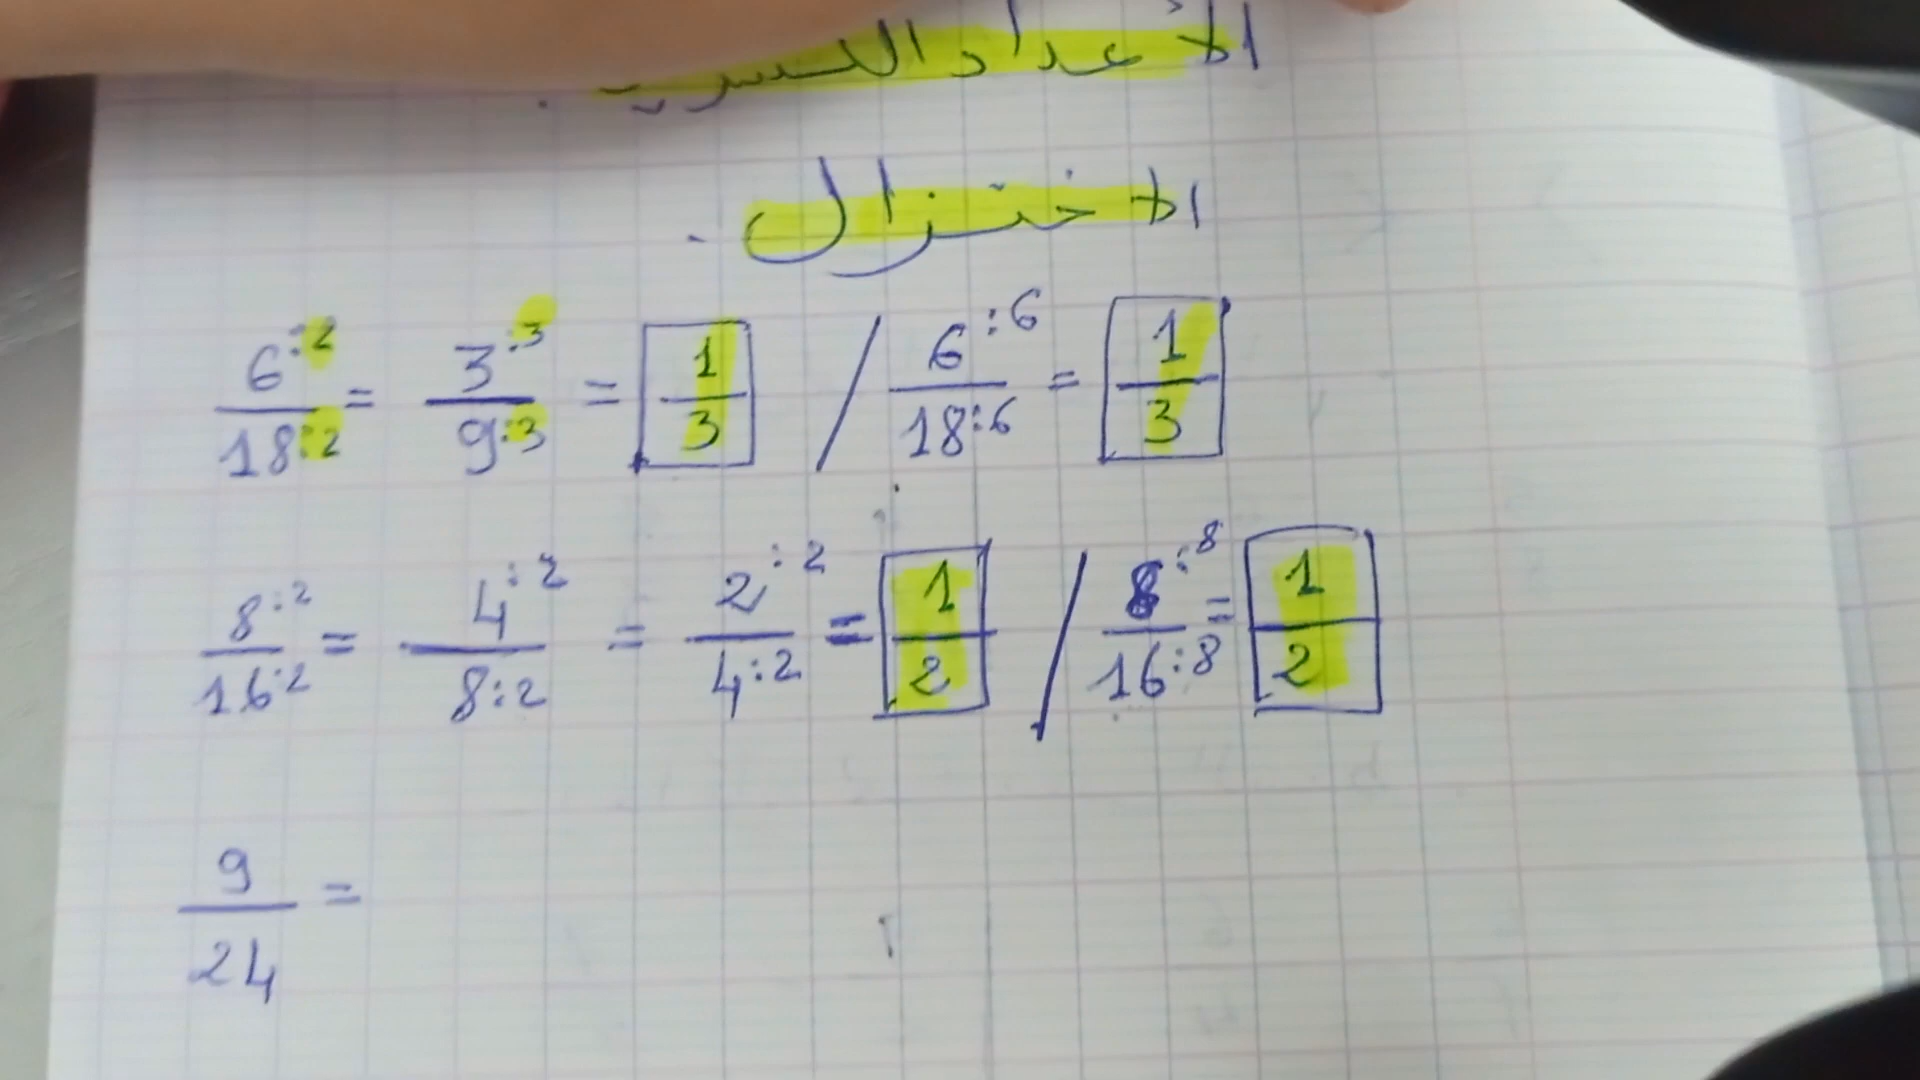 الأعداد الكسرية.
الاختزال.
6:2/18:2 = 3:3/9:3 = 1/3 / 6:6/18:6 = 1/3
8:2/16:2 = 4:2/8:2 = 2:2/4:2 = 1/2 / 8:8/16:8 = 1/2
9/24 =